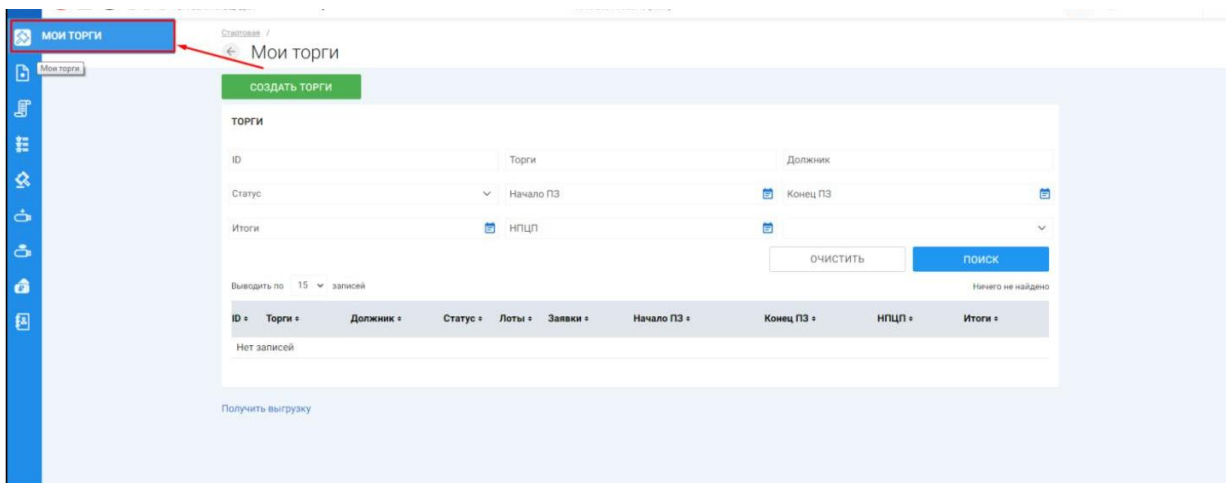 МОИ ТОРГИ
Стартовая /
Мои торги
Мои торги
СОЗДАТЬ ТОРГИ
ТОРГИ
ID Торги Должник
Статус Начало ПЗ Конец ПЗ
Итоги НПЦП
ОЧИСТИТЬ ПОИСК
Выводить по 15 записей Ничего не найдено
ID Торги Должник Статус Лоты Заявки Начало ПЗ Конец ПЗ НПЦП Итоги
Нет записей
Получить выгрузку